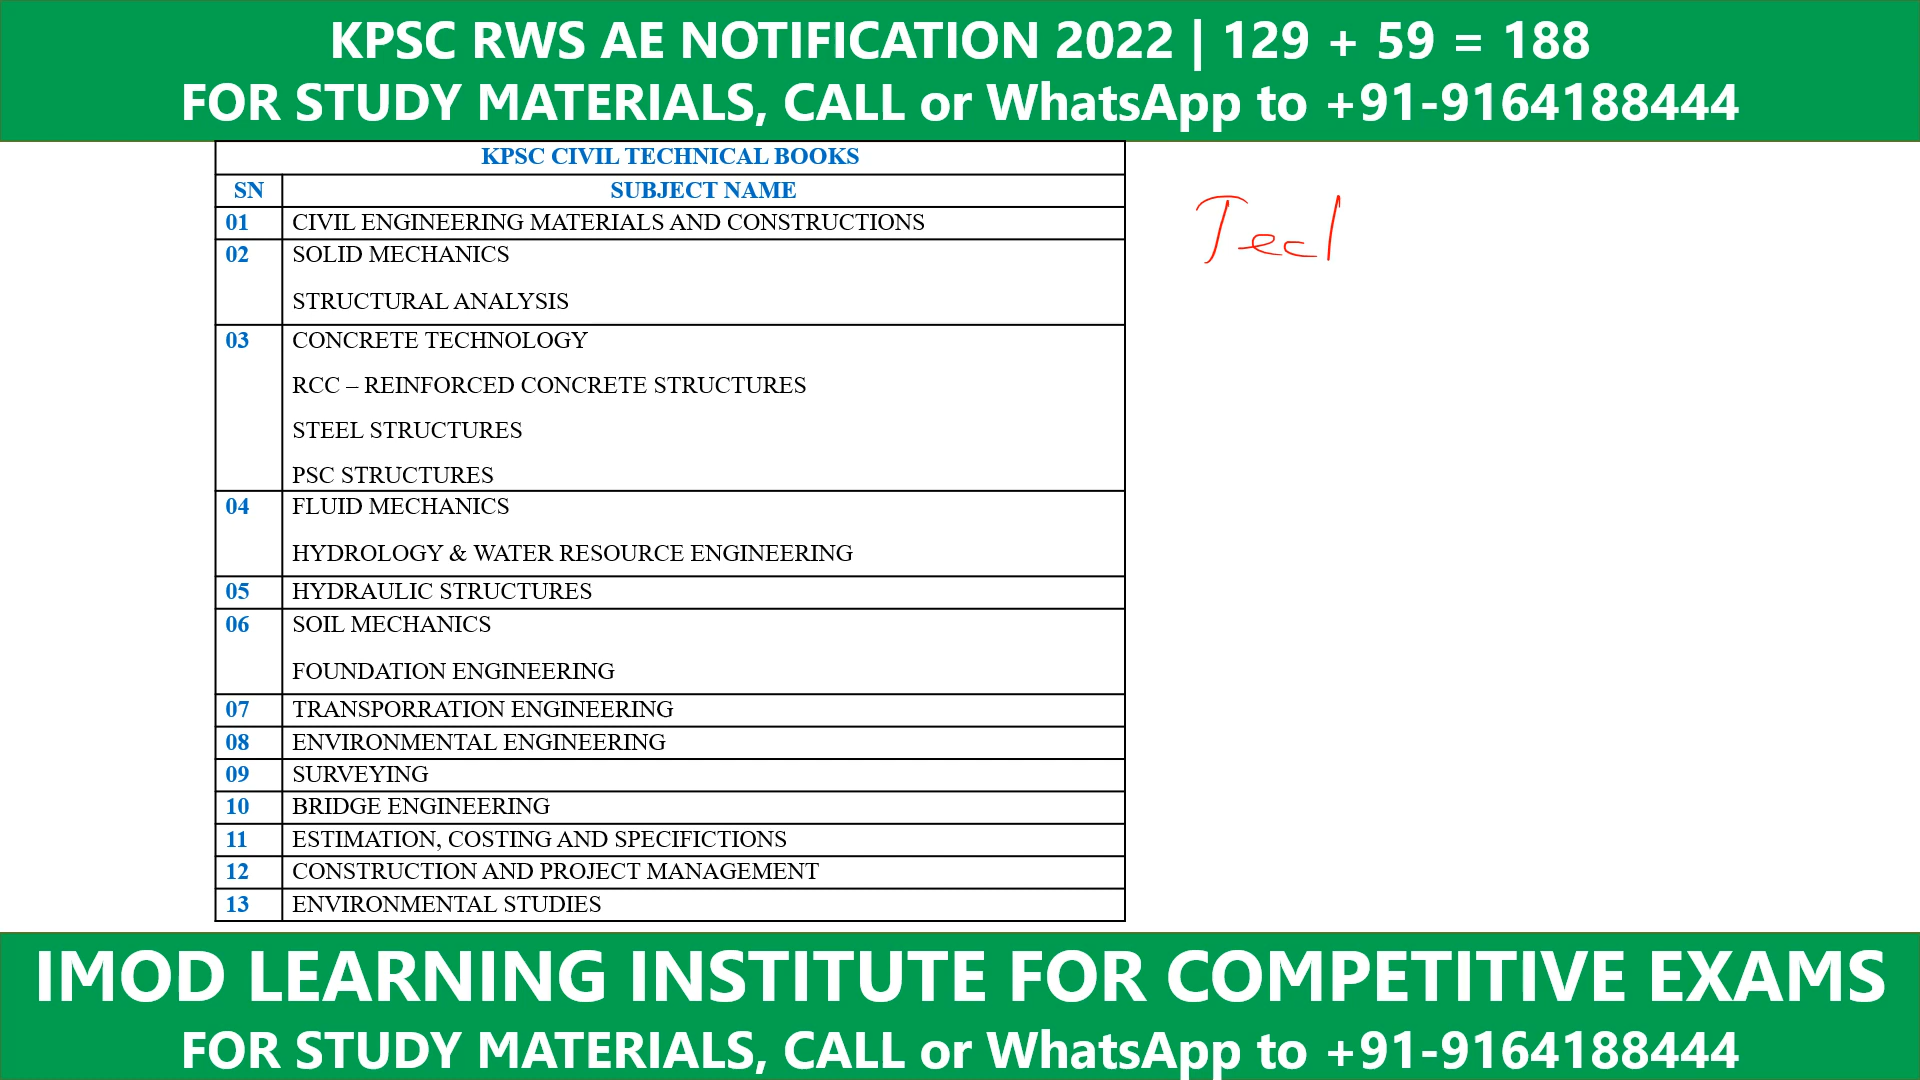 KPSC RWS AE NOTIFICATION 2022 | 129 + 59 = 188
FOR STUDY MATERIALS, CALL or WhatsApp to +91-9164188444
KPSC CIVIL TECHNICAL BOOKS
SN SUBJECT NAME
01 CIVIL ENGINEERING MATERIALS AND CONSTRUCTIONS
02 SOLID MECHANICS
STRUCTURAL ANALYSIS
03 CONCRETE TECHNOLOGY
RCC – REINFORCED CONCRETE STRUCTURES
STEEL STRUCTURES
PSC STRUCTURES
04 FLUID MECHANICS
HYDROLOGY & WATER RESOURCE ENGINEERING
05 HYDRAULIC STRUCTURES
06 SOIL MECHANICS
FOUNDATION ENGINEERING
07 TRANSPORRATION ENGINEERING
08 ENVIRONMENTAL ENGINEERING
09 SURVEYING
10 BRIDGE ENGINEERING
11 ESTIMATION, COSTING AND SPECIFICTIONS
12 CONSTRUCTION AND PROJECT MANAGEMENT
13 ENVIRONMENTAL STUDIES
Tecl
IMOD LEARNING INSTITUTE FOR COMPETITIVE EXAMS
FOR STUDY MATERIALS, CALL or WhatsApp to +91-9164188444